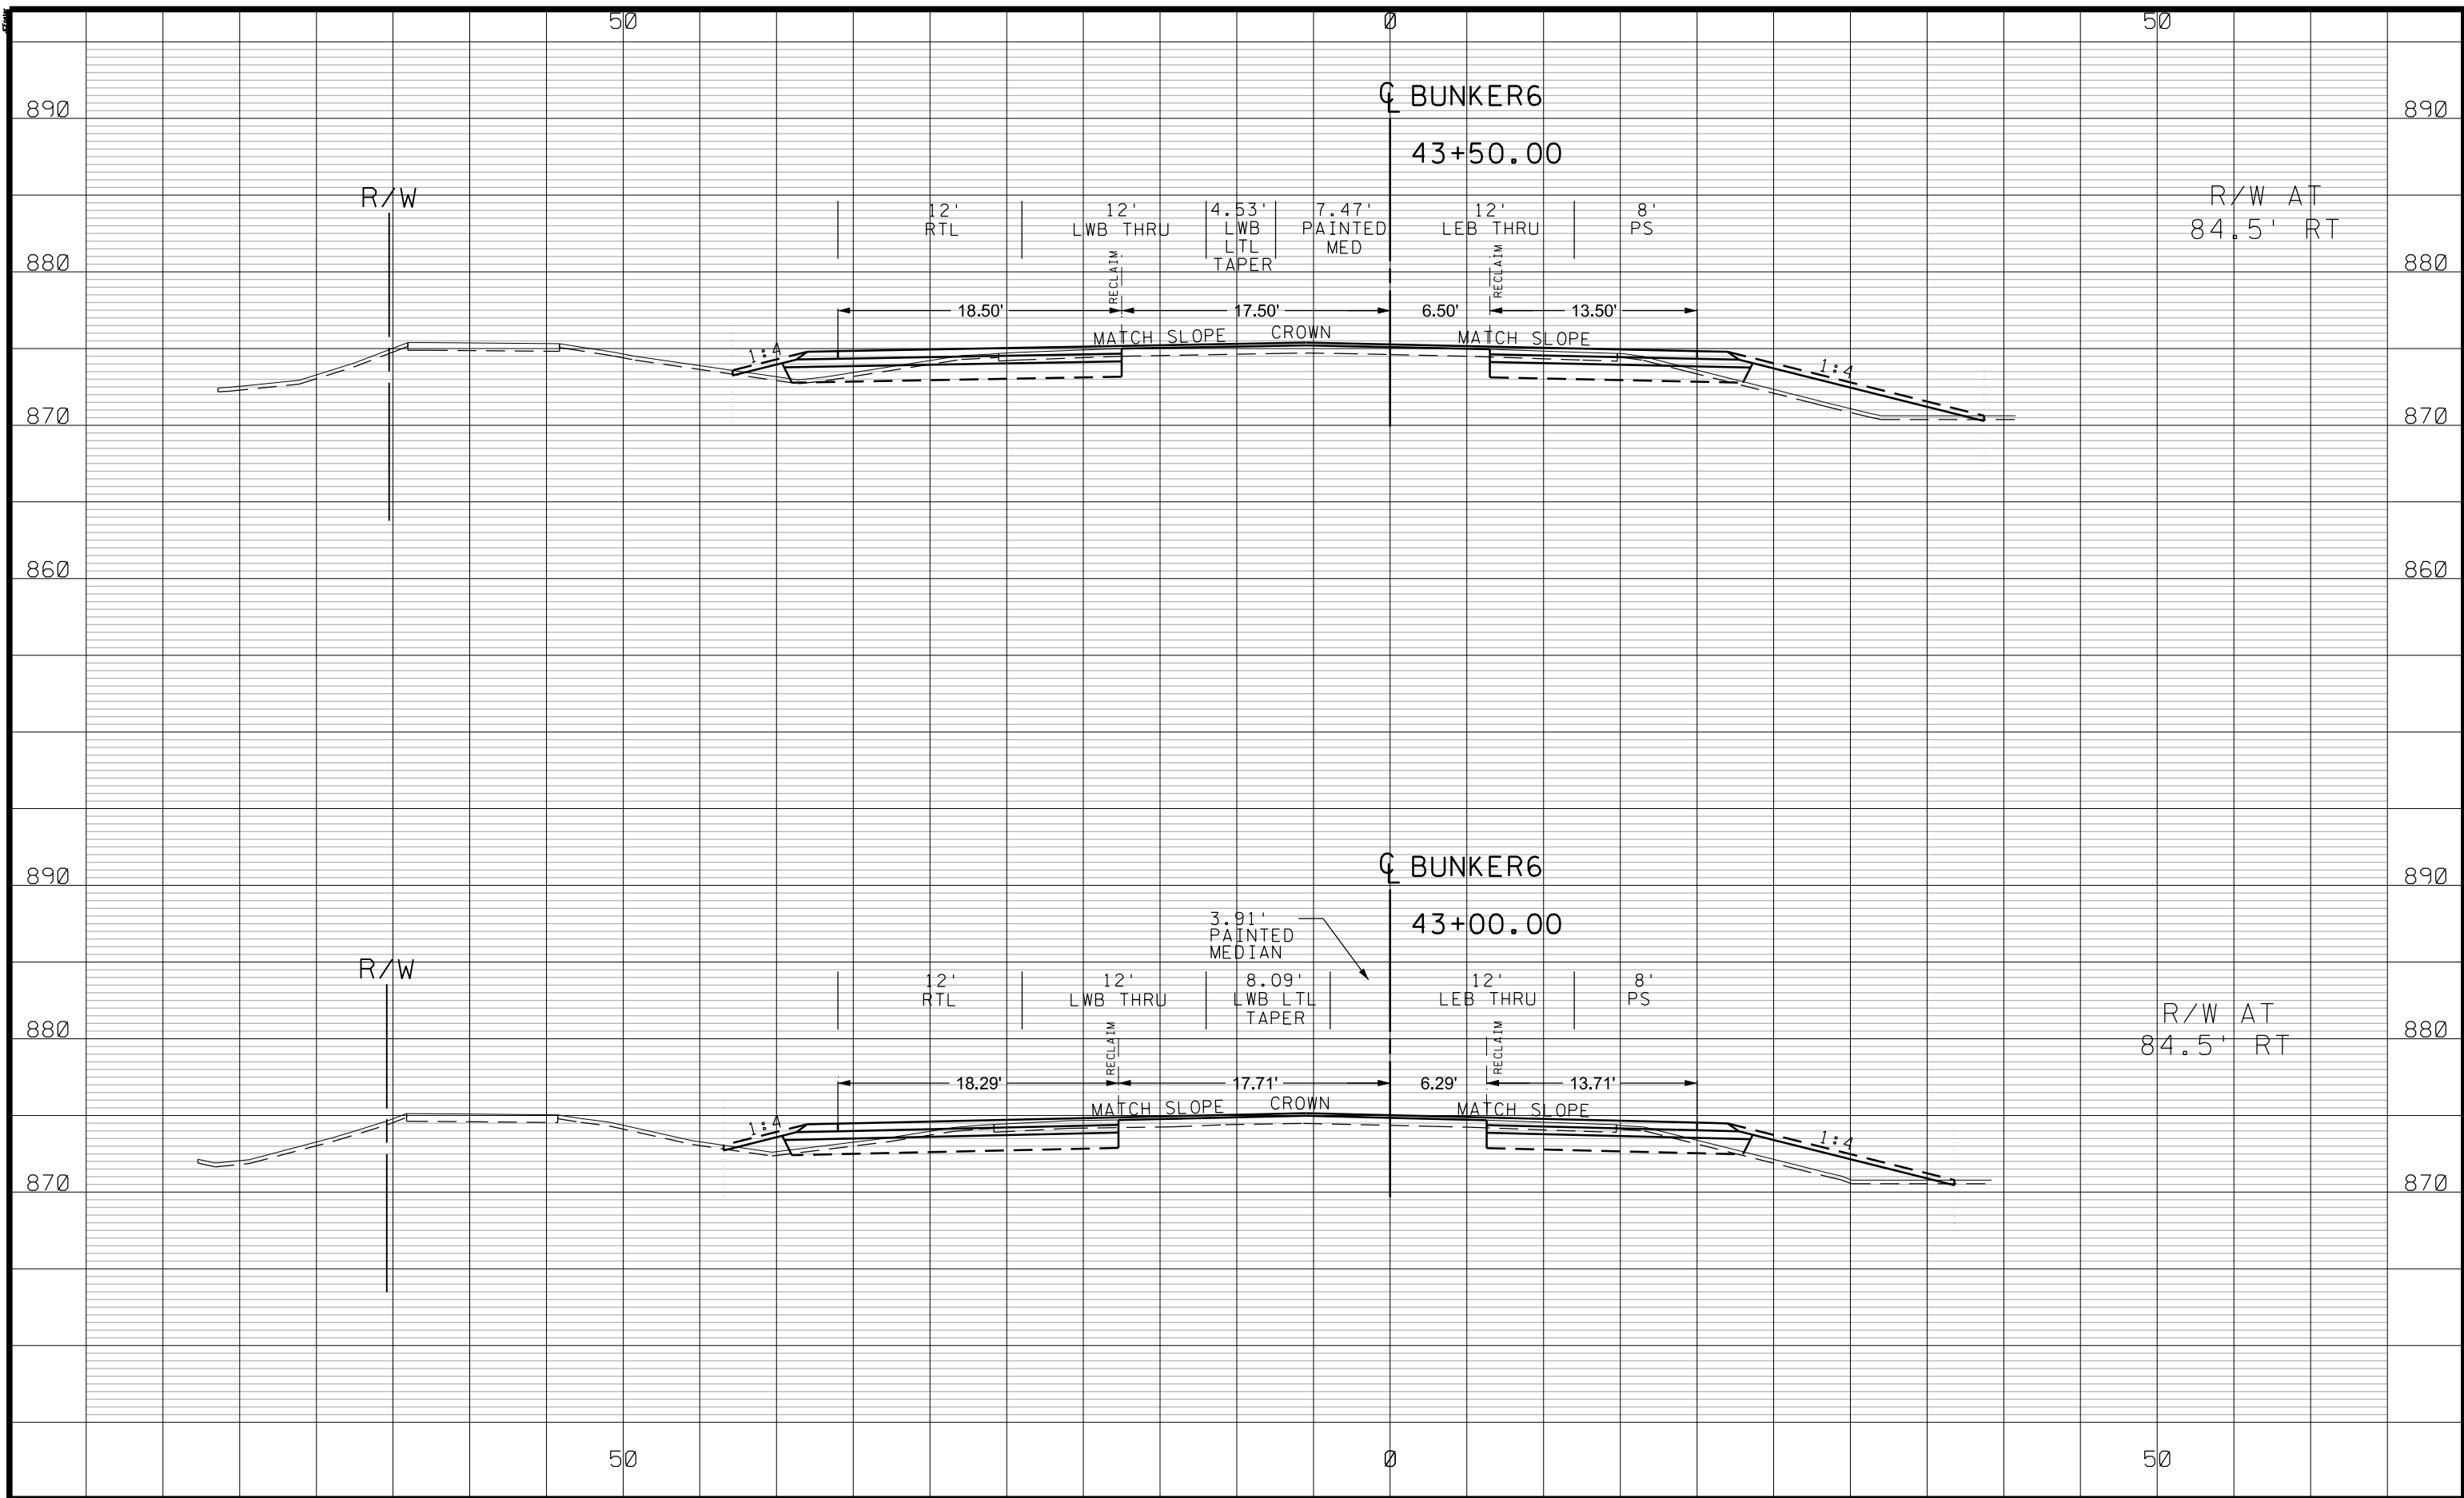 50 0 50
℄ BUNKER6
890 890
43+50.00
R/W
R/W AT
84.5' RT
12'
RTL
12'
LWB THRU
4.53'
LWB
LTL
TAPER
7.47'
PAINTED
MED
12'
LEB THRU
8'
PS
880 880
RECLAIM
RECLAIM
18.50' 17.50' 6.50' 13.50'
MATCH SLOPE CROWN MATCH SLOPE
1:4
1:4
870 870
860 860
℄ BUNKER6
890 890
43+00.00
3.91'
PAINTED
MEDIAN
R/W
12'
RTL
12'
LWB THRU
8.09'
LWB LTL
TAPER
12'
LEB THRU
8'
PS
R/W AT
84.5' RT
880 880
RECLAIM
RECLAIM
18.29' 17.71' 6.29' 13.71'
MATCH SLOPE CROWN MATCH SLOPE
1:4
1:4
870 870
50 0 50